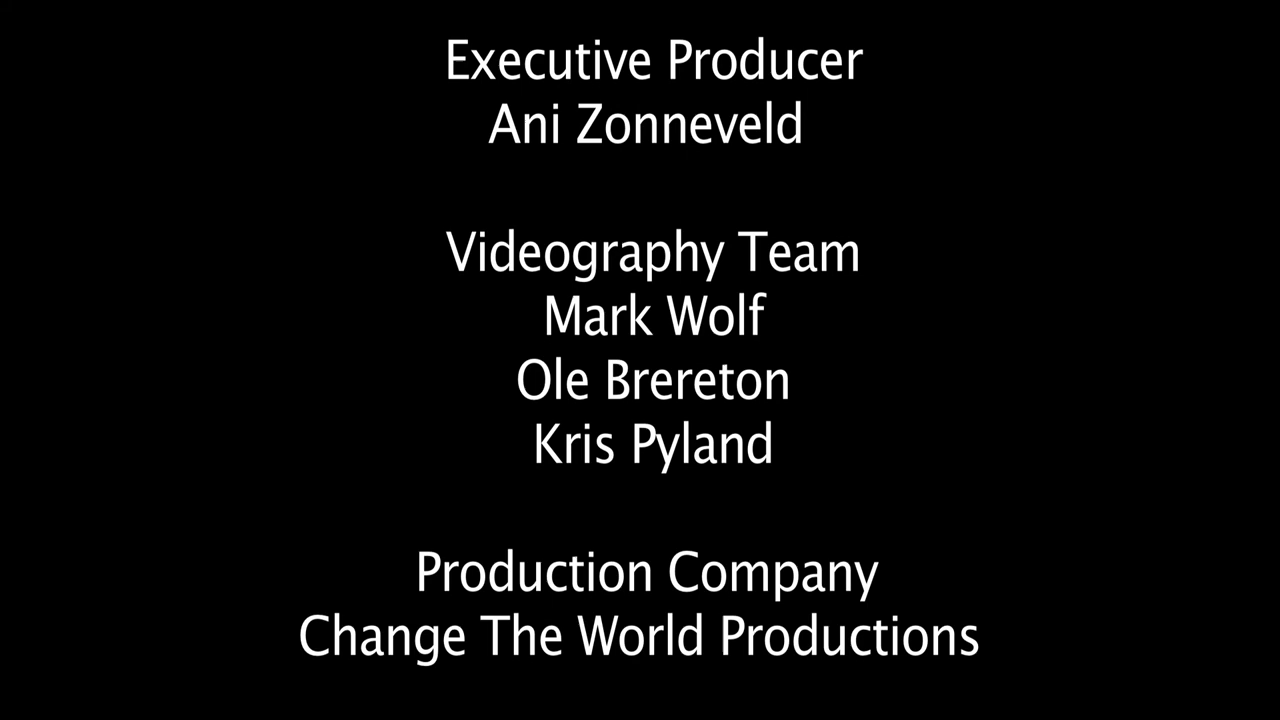 Executive Producer
Ani Zonneveld
Videography Team
Mark Wolf
Ole Brereton
Kris Pyland
Production Company
Change The World Productions